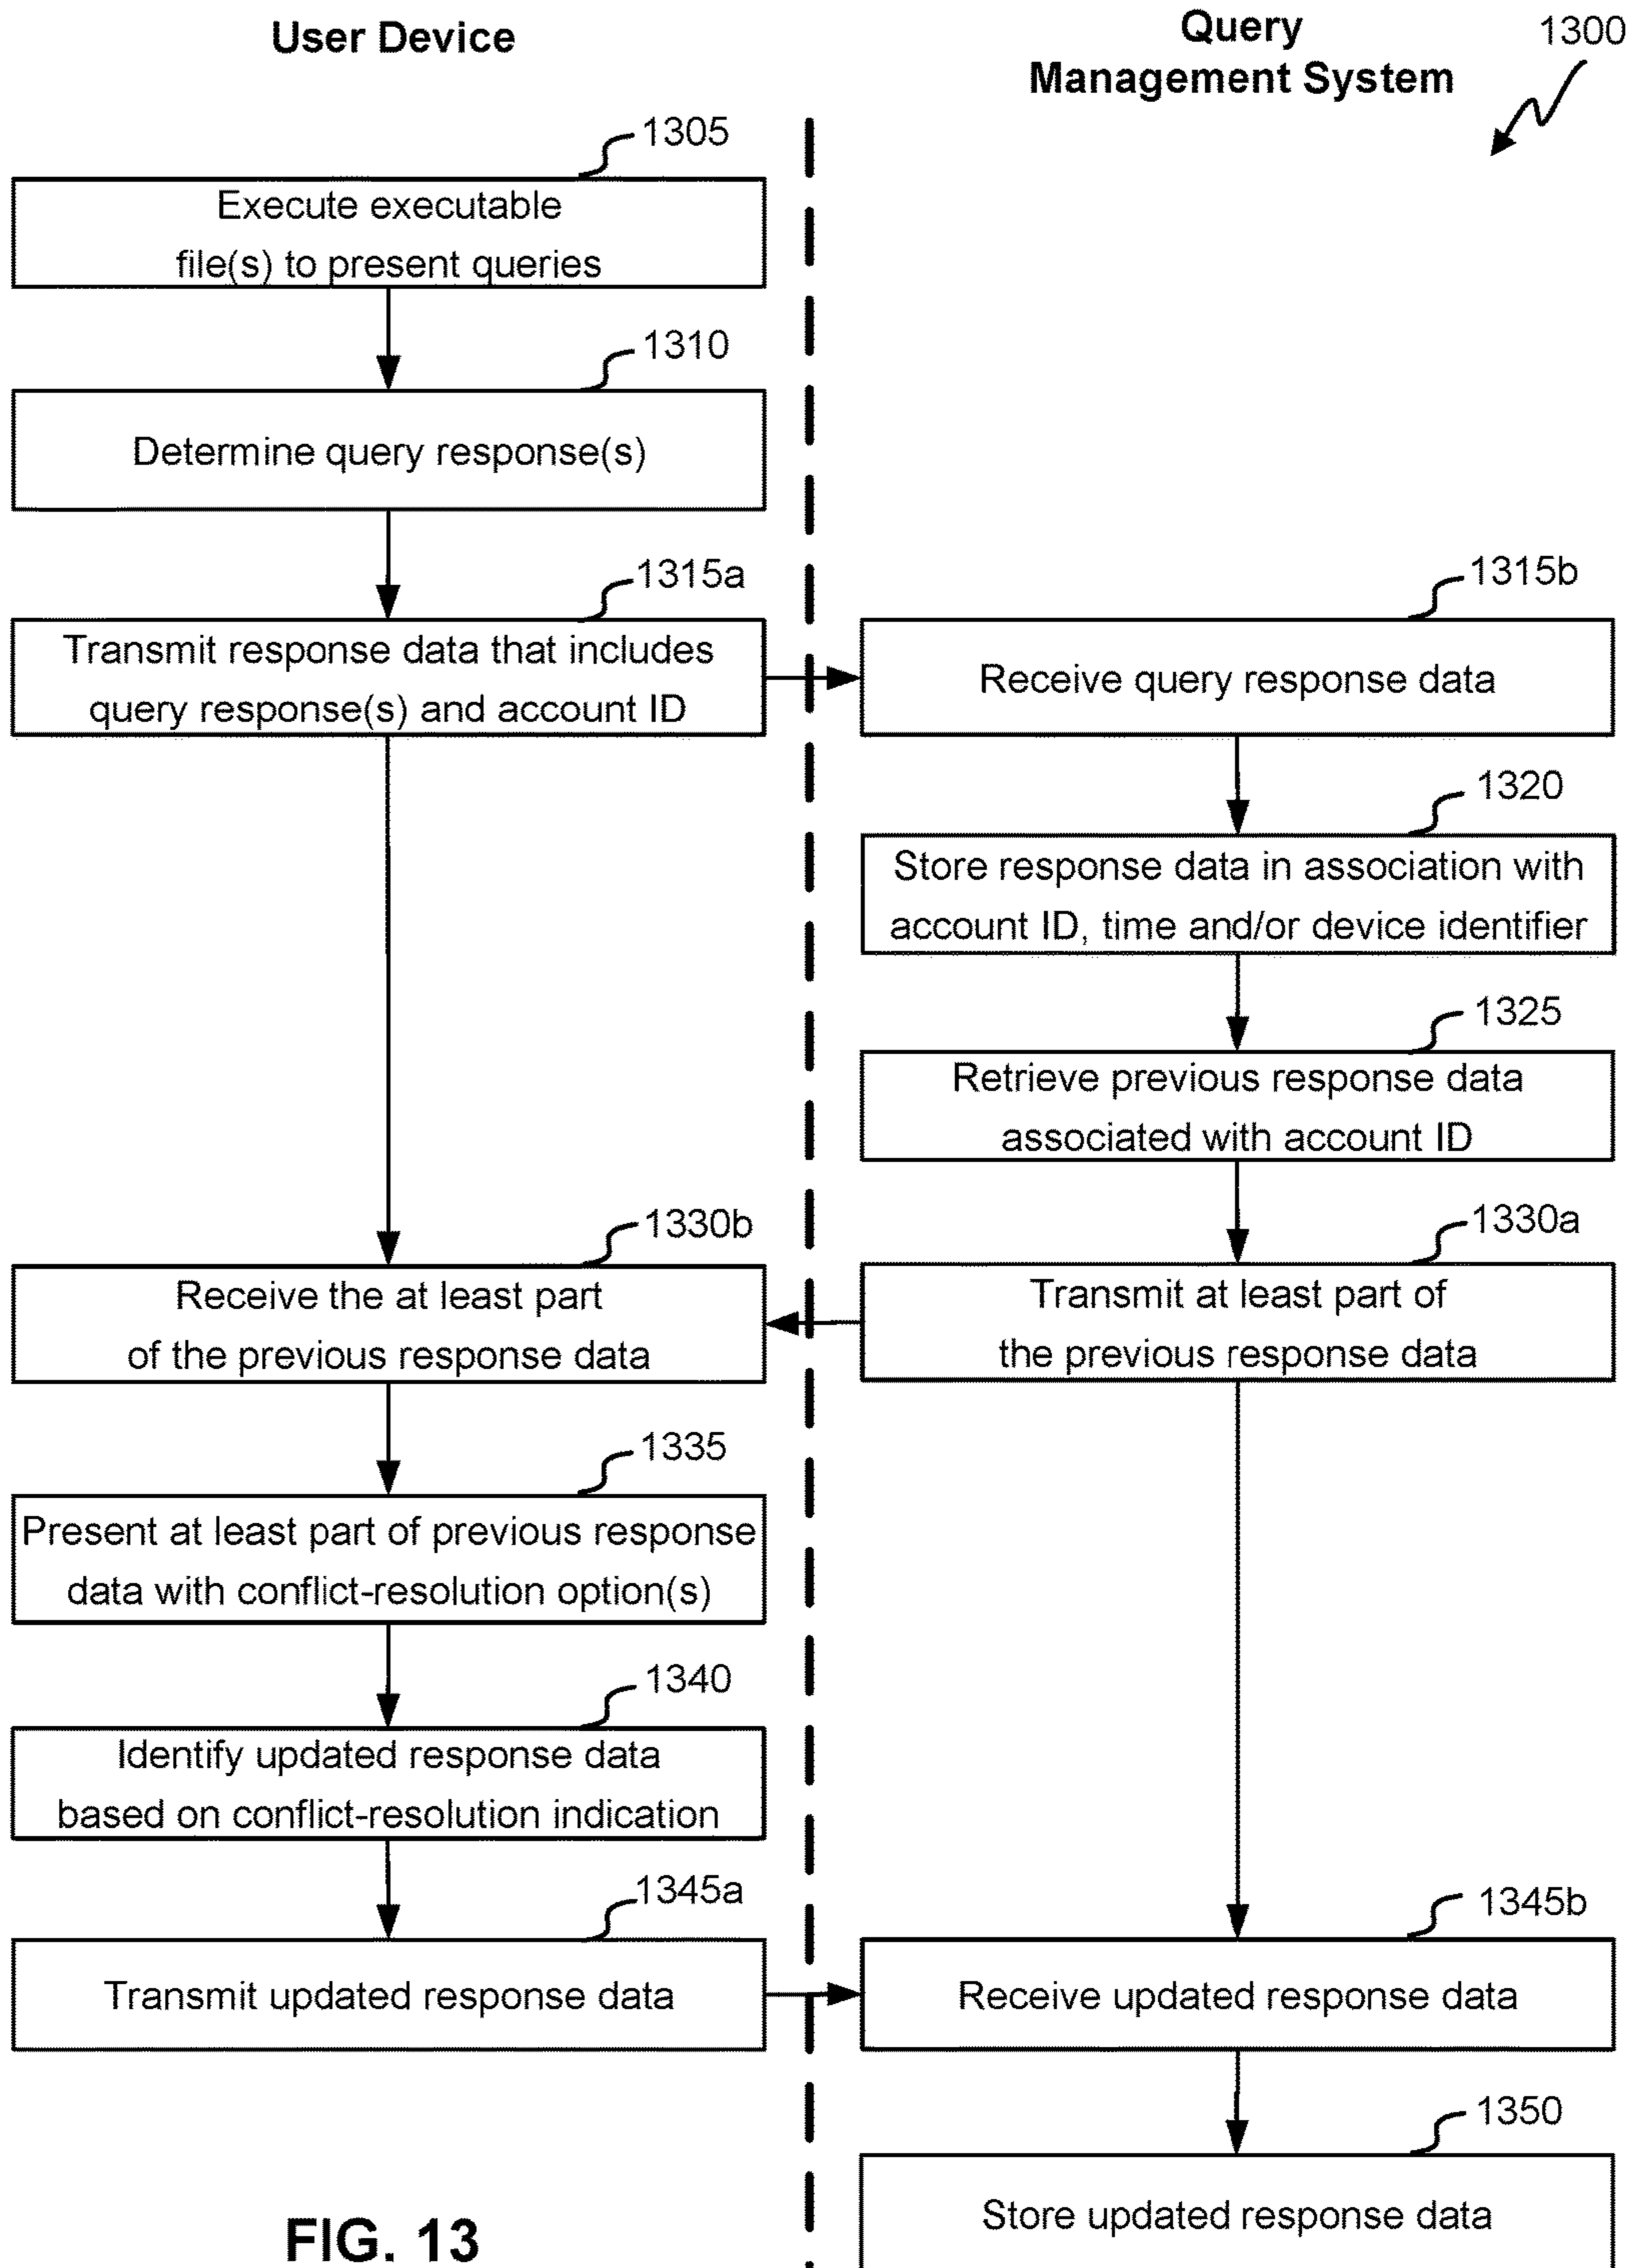 User Device
Query
Management System
1300
1305
Execute executable
file(s) to present queries
1310
Determine query response(s)
1315a
Transmit response data that includes
query response(s) and account ID
1315b
Receive query response data
1320
Store response data in association with
account ID, time and/or device identifier
1325
Retrieve previous response data
associated with account ID
1330b
Receive the at least part
of the previous response data
1330a
Transmit at least part of
the previous response data
1335
Present at least part of previous response
data with conflict-resolution option(s)
1340
Identify updated response data
based on conflict-resolution indication
1345a
Transmit updated response data
1345b
Receive updated response data
1350
Store updated response data
FIG. 13